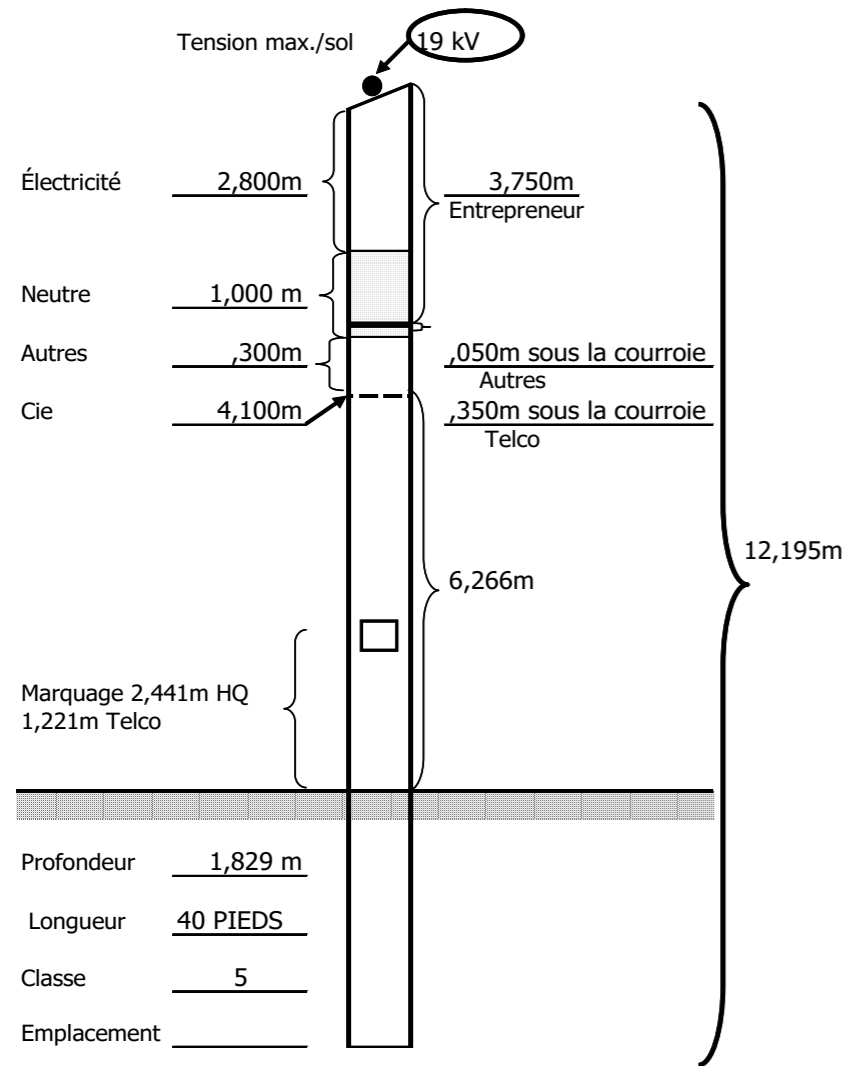 Tension max./sol 19 kV
Électricité 2,800m 3,750m
Entrepreneur
Neutre 1,000 m
Autres ,300m ,050m sous la courroie
Autres
Cie 4,100m ,350m sous la courroie
Telco
12,195m
6,266m
Marquage 2,441m HQ
1,221m Telco
Profondeur 1,829 m
Longueur 40 PIEDS
Classe 5
Emplacement